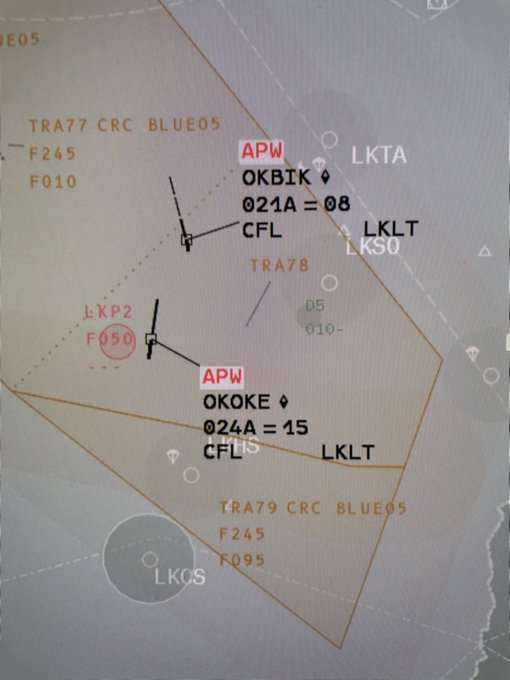 UE05
TRA77 CRC BLUE05
F245
F010
APW
OKBIK ♦
021A = 08
CFL LKLT
LKTA
LKSO
TRA78
D5
010-
LKP2
F050
---
APW
OKOKE ♦
024A = 15
CFL LKLT
LKHS
TRA79 CRC BLUE05
F245
F095
LKCS